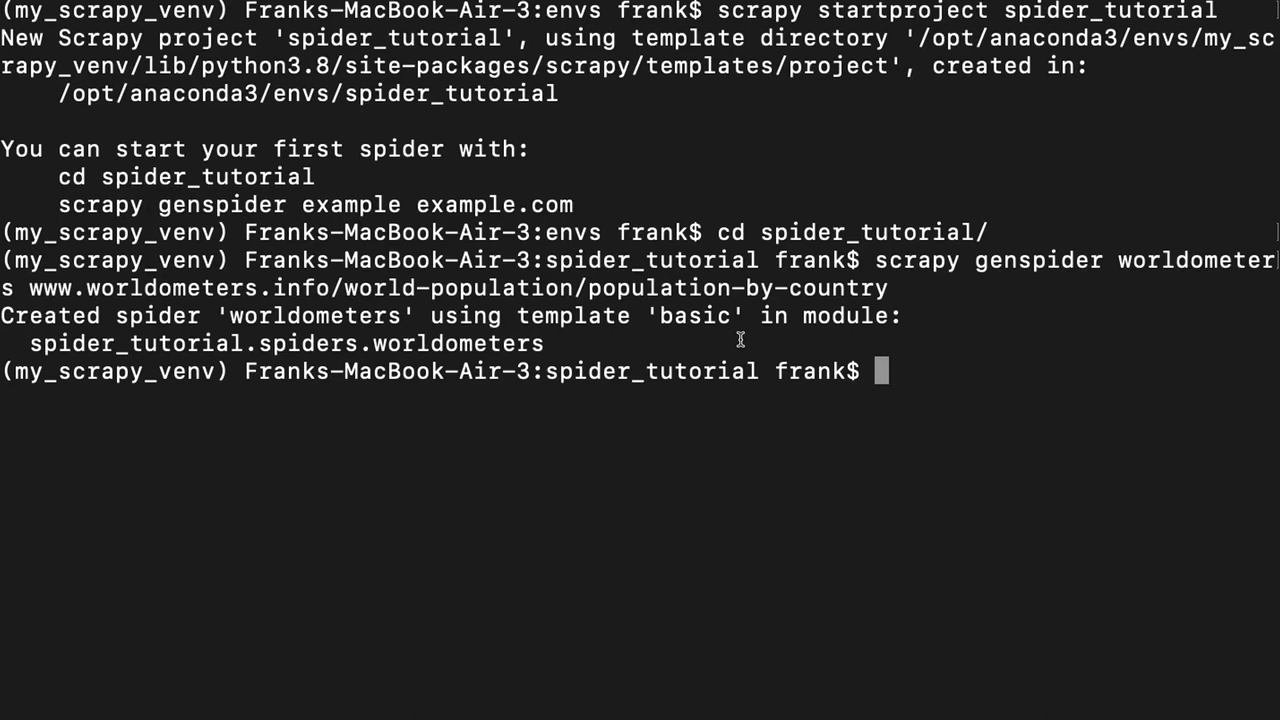 (my_scrapy_venv) Franks-MacBook-Air-3:envs frank$ scrapy startproject spider_tutorial
New Scrapy project 'spider_tutorial', using template directory '/opt/anaconda3/envs/my_sc
rapy_venv/lib/python3.8/site-packages/scrapy/templates/project', created in:
    /opt/anaconda3/envs/spider_tutorial

You can start your first spider with:
    cd spider_tutorial
    scrapy genspider example example.com
(my_scrapy_venv) Franks-MacBook-Air-3:envs frank$ cd spider_tutorial/
(my_scrapy_venv) Franks-MacBook-Air-3:spider_tutorial frank$ scrapy genspider worldometer
s www.worldometers.info/world-population/population-by-country
Created spider 'worldometers' using template 'basic' in module:
  spider_tutorial.spiders.worldometers
(my_scrapy_venv) Franks-MacBook-Air-3:spider_tutorial frank$